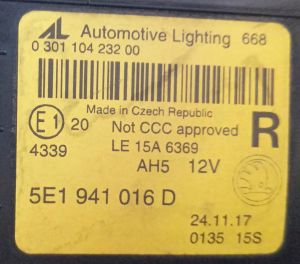 AL Automotive Lighting 668
0 301 104 232 00
Made in Czech Republic
E1 20 Not CCC approved R
4339 LE 15A 6369
AH5 12V
5E1 941 016 D
24.11.17
0135 15S